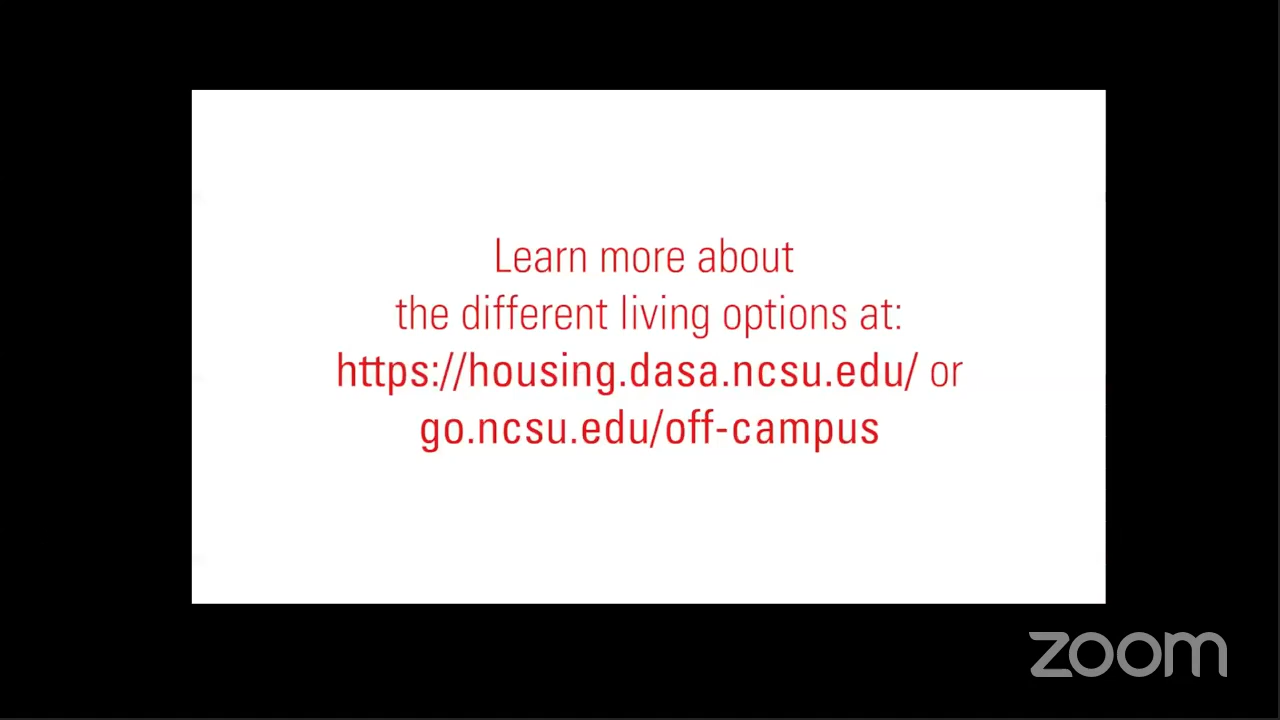 Learn more about
the different living options at:
https://housing.dasa.ncsu.edu/ or
go.ncsu.edu/off-campus
zoom